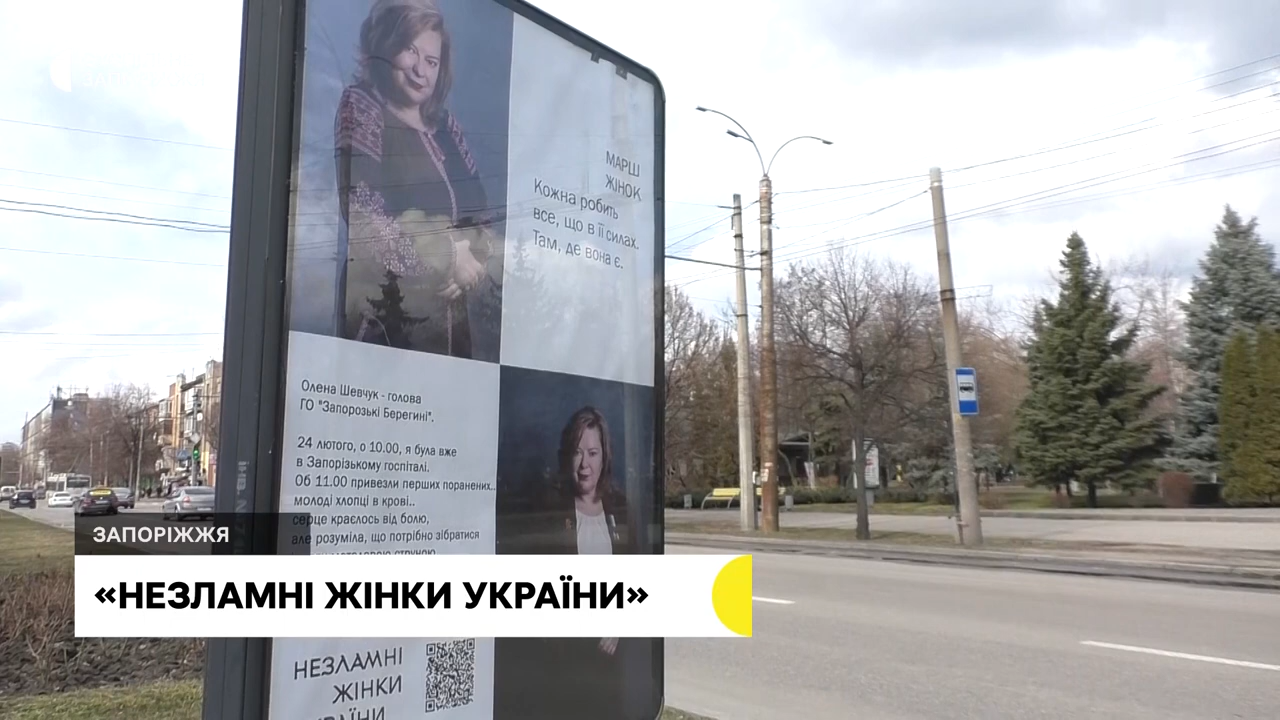 МАРШ
ЖІНОК
Кожна робить
все, що в її силах.
Там, де вона є.
Олена Шевчук - голова
ГО "Запорозькі Берегині".
24 лютого, о 10.00, я була вже
в Запорізькому госпіталі.
Об 11.00 привезли перших поранених..
молоді хлопці в крові..
серце краєлось від болю,
але розуміла, що потрібно зібратися
ЗАПОРІЖЖЯ
«НЕЗЛАМНІ ЖІНКИ УКРАЇНИ»
НЕЗЛАМНІ
ЖІНКИ